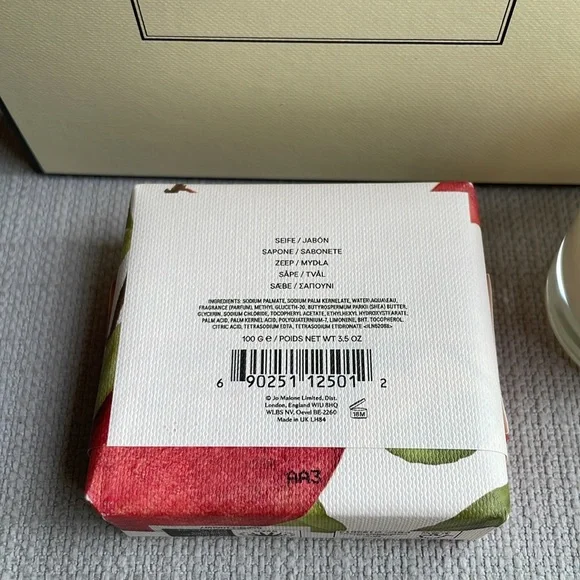 SEIFE / JABÓN
SAPONE / SABONETE
ZEEP / MYDŁA
SÅPE / TVÅL
SÆBE / ΣΑΠΟΥΝΙ
INGREDIENTS: SODIUM PALMATE, SODIUM PALM KERNELATE, WATER\AQUA\EAU,
FRAGRANCE (PARFUM), METHYL GLUCETH-20, BUTYROSPERMUM PARKII (SHEA) BUTTER,
GLYCERIN, SODIUM CHLORIDE, TOCOPHERYL ACETATE, ETHYLHEXYL HYDROXYSTEARATE,
PALM ACID, PALM KERNEL ACID, POLYQUATERNIUM-7, LIMONENE, BHT, TOCOPHEROL,
CITRIC ACID, TETRASODIUM EDTA, TETRASODIUM ETIDRONATE
100 G e / POIDS NET WT 3.5 OZ
6 90251 12501 2
© Jo Malone Limited, Dist.
London, England W1U 8HQ
WLBS NV, Oevel BE-2260
Made in UK LH84
18M
AA3